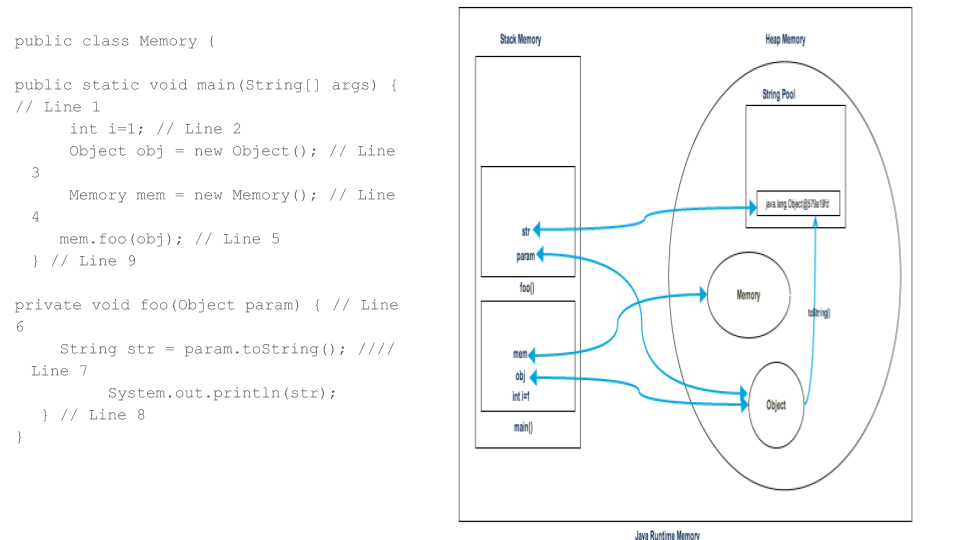 public class Memory {
public static void main(String[] args) {
// Line 1
int i=1; // Line 2
Object obj = new Object(); // Line
3
Memory mem = new Memory(); // Line
4
mem.foo(obj); // Line 5
} // Line 9
private void foo(Object param) { // Line
6
String str = param.toString(); ////
Line 7
System.out.println(str);
} // Line 8
}
Stack Memory
Heap Memory
String Pool
java.lang.Object@579a19fd
str
param
foo()
Memory
toString()
mem
obj
int i=1
Object
main()
Java Runtime Memory